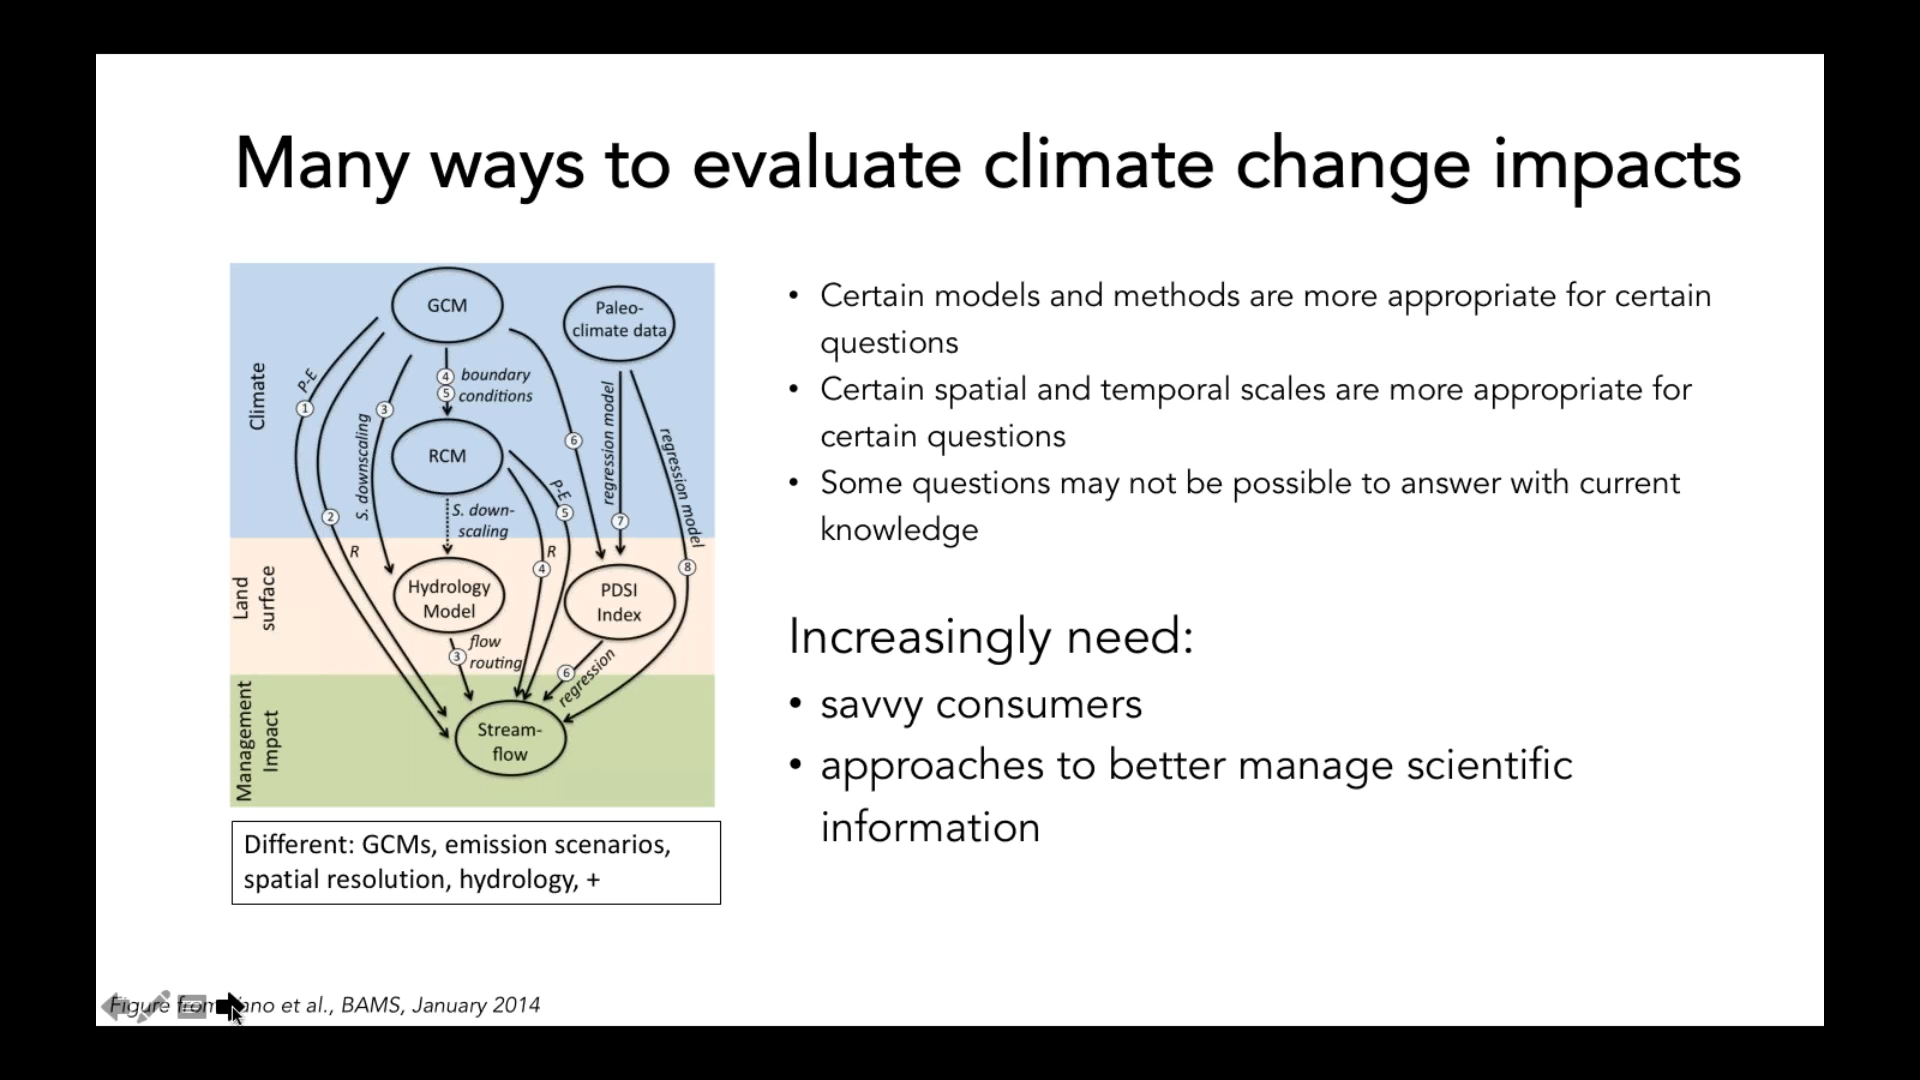 Many ways to evaluate climate change impacts
Climate
Land
surface
Management
Impact
GCM
Paleo-
climate data
P-E
1
2
R
S. downscaling
3
4
5
boundary
conditions
RCM
S. down-
scaling
P-E
5
R
4
6
regression model
7
regression model
8
Hydrology
Model
PDSI
Index
3
flow
routing
6
regression
Stream-
flow
Different: GCMs, emission scenarios,
spatial resolution, hydrology, +
• Certain models and methods are more appropriate for certain
questions
• Certain spatial and temporal scales are more appropriate for
certain questions
• Some questions may not be possible to answer with current
knowledge
Increasingly need:
• savvy consumers
• approaches to better manage scientific
information
Figure from ano et al., BAMS, January 2014